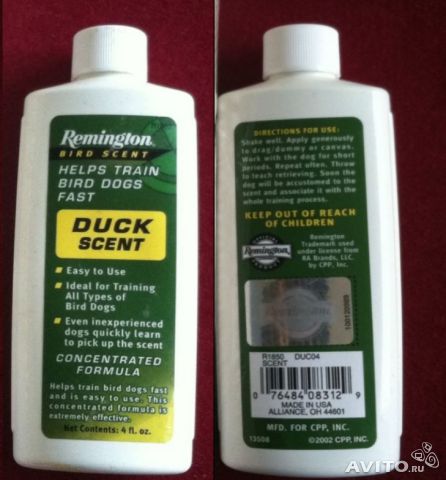 Remington
BIRD SCENT
HELPS TRAIN
BIRD DOGS
FAST
DUCK
SCENT
Easy to Use
Ideal for Training
All Types of
Bird Dogs
Even inexperienced
dogs quickly learn
to pick up the scent
CONCENTRATED
FORMULA
Helps train bird dogs fast
and is easy to use. This
concentrated formula is
extremely effective.
Net Contents: 4 fl. oz.
DIRECTIONS FOR USE:
Shake well. Apply generously
to drag/dummy or canvas.
Work with the dog for short
periods. Repeat often. Throw
to teach retrieving. Soon the
dog will be accustomed to the
scent and associate it with the
whole training process.
KEEP OUT OF REACH
OF CHILDREN
Remington
Remington
Trademark used
under license from
RA Brands, LLC.
by CPP, Inc.
100120989
R1850 DUC04
SCENT
0 76484 08312 9
MADE IN USA
ALLIANCE, OH 44601
MFD. FOR CPP, INC.
13508 ©2002 CPP, INC.
AVITO.ru